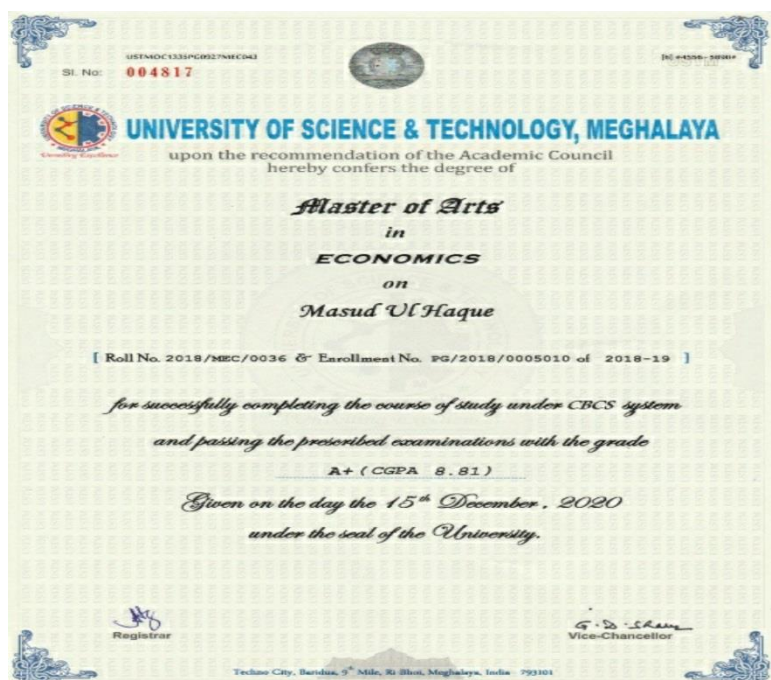 USTMOC1335PG0927MEC043
Sl. No: 004817
UNIVERSITY OF SCIENCE & TECHNOLOGY, MEGHALAYA
upon the recommendation of the Academic Council
hereby confers the degree of
Master of Arts
in
ECONOMICS
on
Masud Ul Haque
[ Roll No. 2018/MEC/0036 & Enrollment No. PG/2018/0005010 of 2018-19 ]
for successfully completing the course of study under CBCS system
and passing the prescribed examinations with the grade
A+ (CGPA 8.81)
Given on the day the 15th December, 2020
under the seal of the University.
Registrar
G. D. Sharma
Vice-Chancellor
Techno City, Baridua, 9th Mile, Ri-Bhoi, Meghalaya, India - 793101